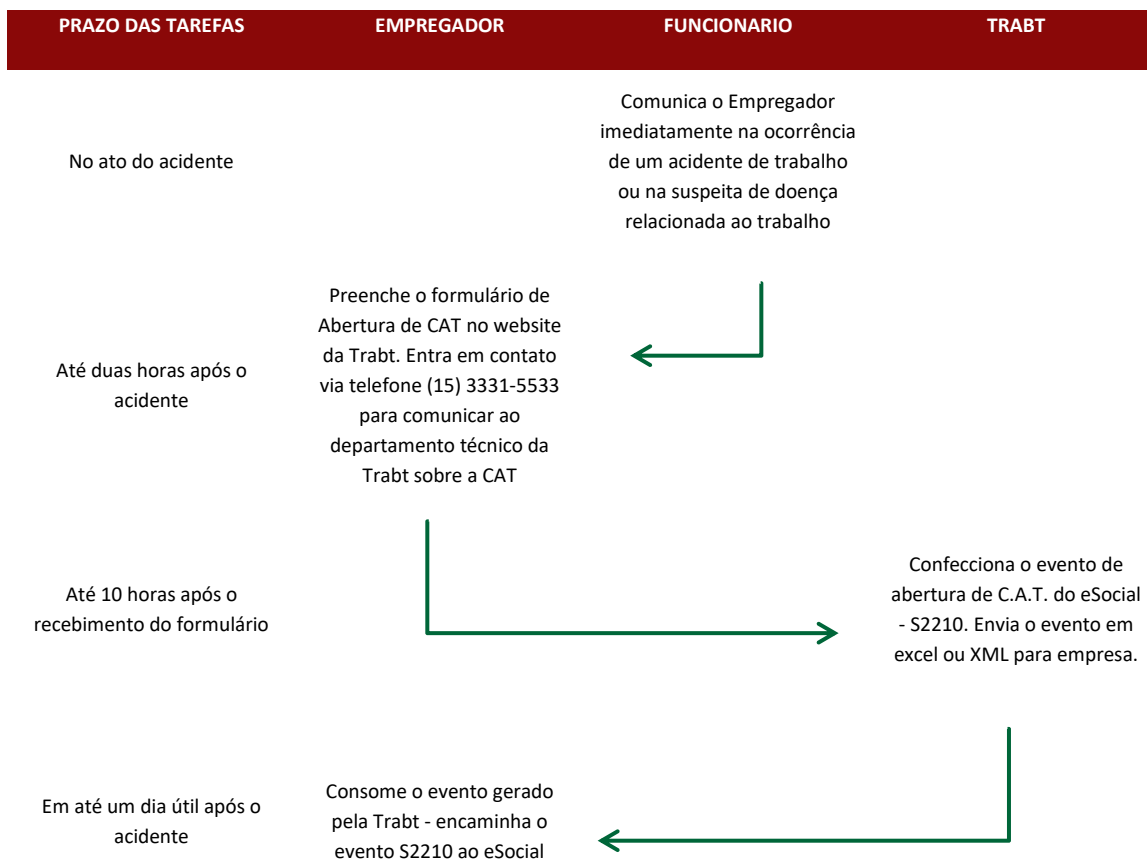 PRAZO DAS TAREFAS
EMPREGADOR
FUNCIONARIO
TRABT
No ato do acidente
Comunica o Empregador
imediatamente na ocorrência
de um acidente de trabalho
ou na suspeita de doença
relacionada ao trabalho
Até duas horas após o
acidente
Preenche o formulário de
Abertura de CAT no website
da Trabt. Entra em contato
via telefone (15) 3331-5533
para comunicar ao
departamento técnico da
Trabt sobre a CAT
Até 10 horas após o
recebimento do formulário
Confecciona o evento de
abertura de C.A.T. do eSocial
- S2210. Envia o evento em
excel ou XML para empresa.
Em até um dia útil após o
acidente
Consome o evento gerado
pela Trabt - encaminha o
evento S2210 ao eSocial